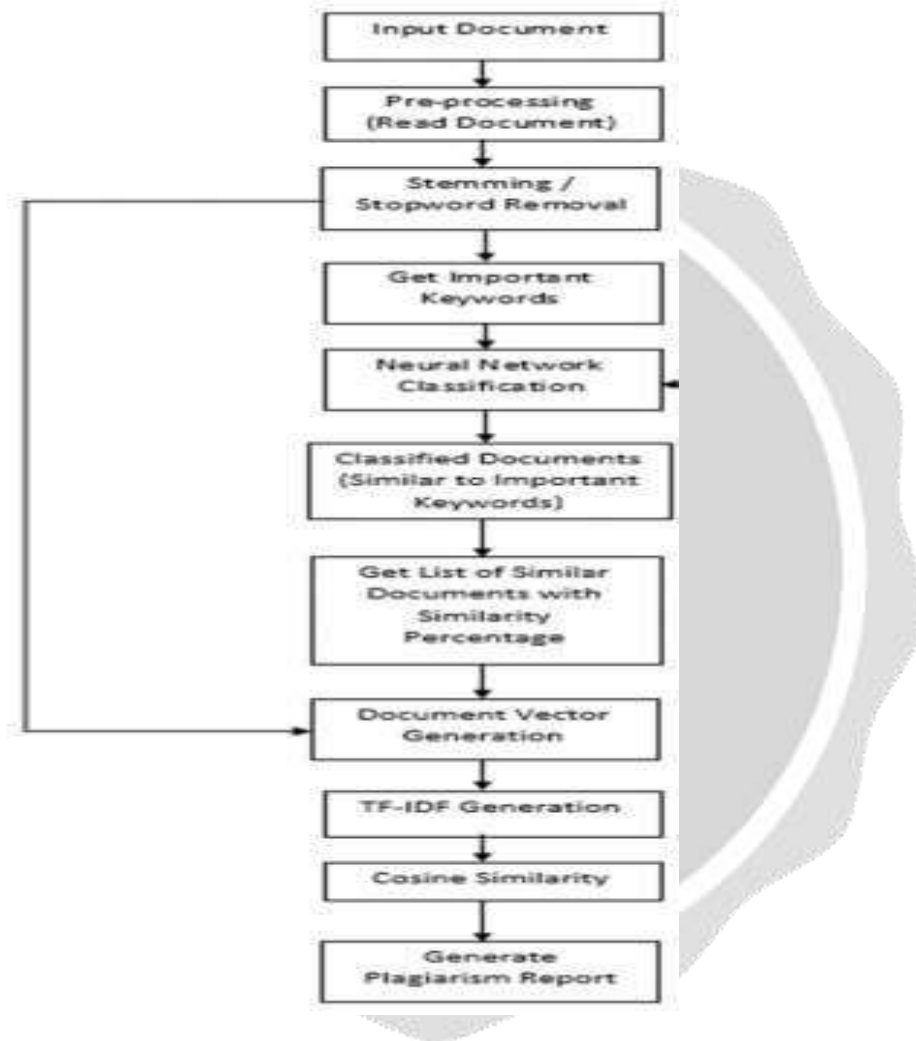 Input Document
Pre-processing
(Read Document)
Stemming /
Stopword Removal
Get Important
Keywords
Neural Network
Classification
Classified Documents
(Similar to Important
Keywords)
Get List of Similar
Documents with
Similarity
Percentage
Document Vector
Generation
TF-IDF Generation
Cosine Similarity
Generate
Plagiarism Report